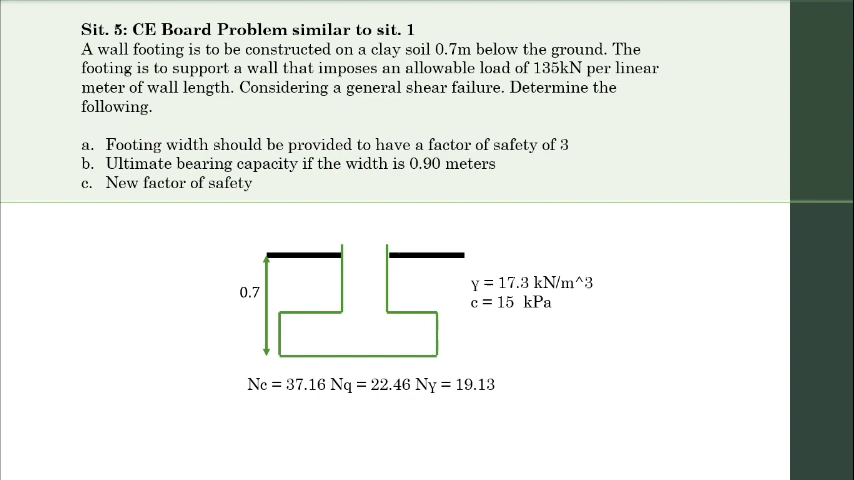 Sit. 5: CE Board Problem similar to sit. 1
A wall footing is to be constructed on a clay soil 0.7m below the ground. The
footing is to support a wall that imposes an allowable load of 135kN per linear
meter of wall length. Considering a general shear failure. Determine the
following.
a. Footing width should be provided to have a factor of safety of 3
b. Ultimate bearing capacity if the width is 0.90 meters
c. New factor of safety
0.7
γ = 17.3 kN/m^3
c = 15 kPa
Nc = 37.16 Nq = 22.46 Nγ = 19.13